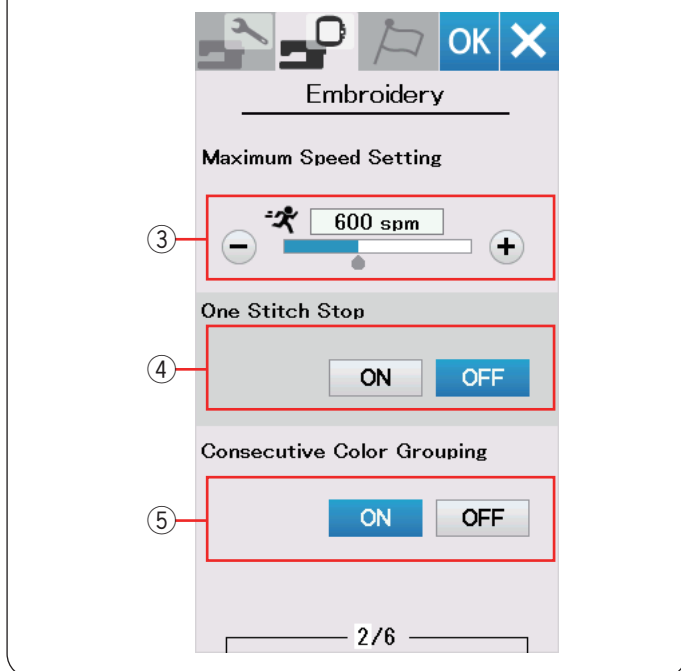 OK X
Embroidery
Maximum Speed Setting
③ 600 spm
− +
One Stitch Stop
④ ON OFF
Consecutive Color Grouping
⑤ ON OFF
2/6